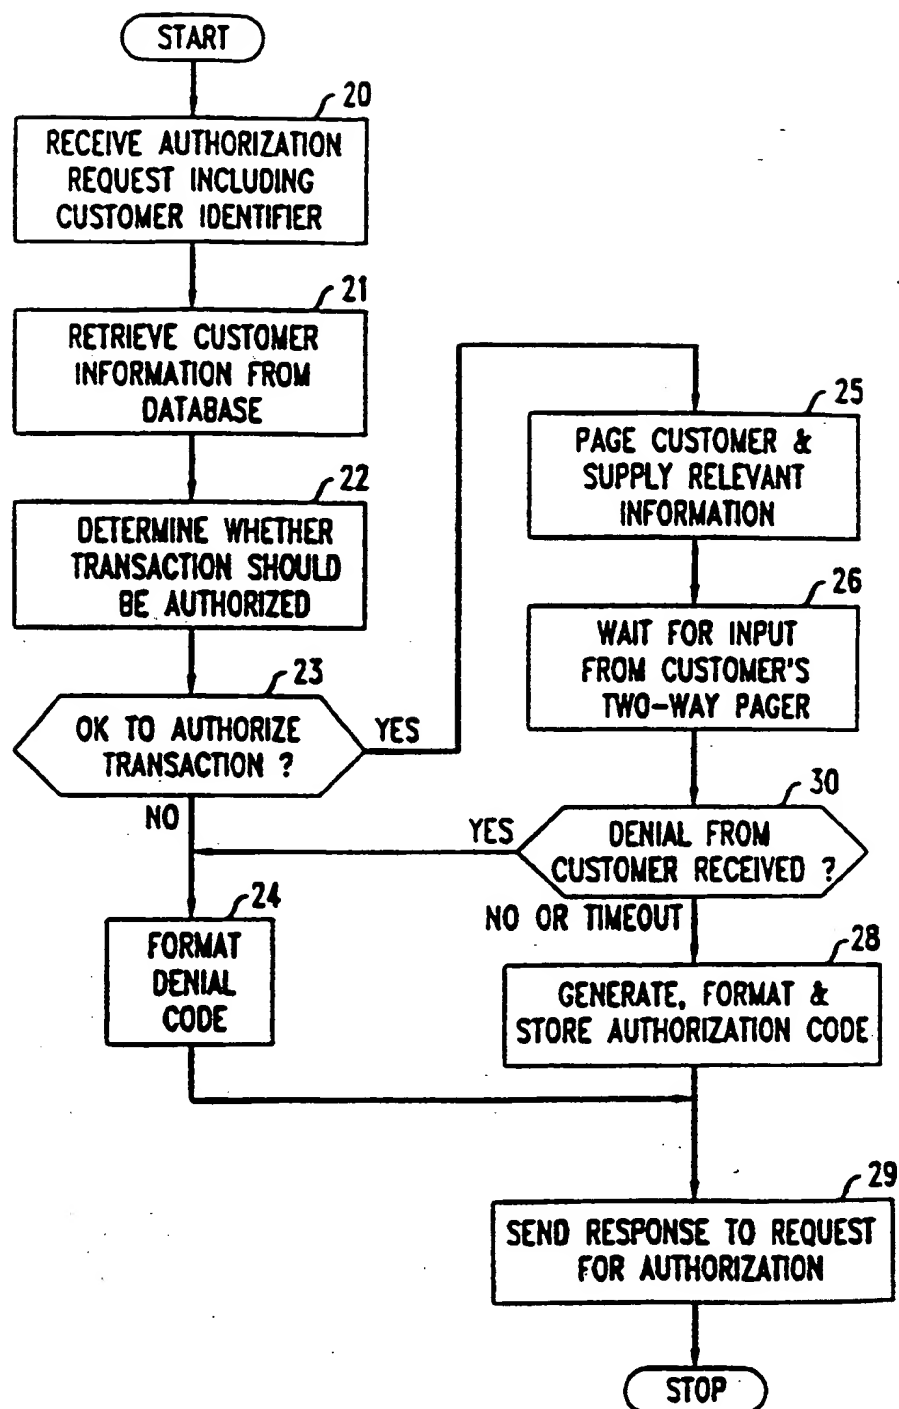 START
20
RECEIVE AUTHORIZATION
REQUEST INCLUDING
CUSTOMER IDENTIFIER
21
RETRIEVE CUSTOMER
INFORMATION FROM
DATABASE
22
DETERMINE WHETHER
TRANSACTION SHOULD
BE AUTHORIZED
23
OK TO AUTHORIZE
TRANSACTION ?
YES
NO
24
FORMAT
DENIAL
CODE
25
PAGE CUSTOMER &
SUPPLY RELEVANT
INFORMATION
26
WAIT FOR INPUT
FROM CUSTOMER'S
TWO-WAY PAGER
30
DENIAL FROM
CUSTOMER RECEIVED ?
YES
NO OR TIMEOUT
28
GENERATE, FORMAT &
STORE AUTHORIZATION CODE
29
SEND RESPONSE TO REQUEST
FOR AUTHORIZATION
STOP